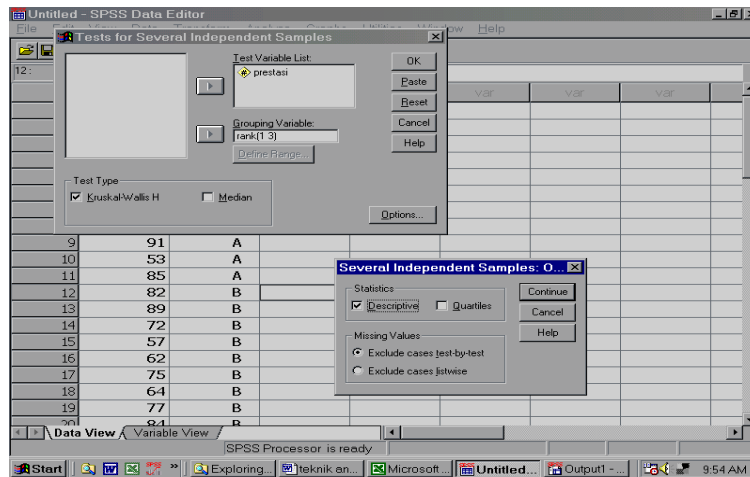 Untitled - SPSS Data Editor
Help
Tests for Several Independent Samples
Test Variable List:
prestasi
Grouping Variable:
rank(1 3)
Define Range...
OK
Paste
Reset
Cancel
Help
Test Type
Kruskal-Wallis H
Median
Options...
12 :
var var var
9 91 A
10 53 A
11 85 A
12 82 B
13 89 B
14 72 B
15 57 B
16 62 B
17 75 B
18 64 B
19 77 B
20 84 B
Several Independent Samples: O...
Statistics
Descriptive
Quartiles
Missing Values
Exclude cases test-by-test
Exclude cases listwise
Continue
Cancel
Help
Data View Variable View
SPSS Processor is ready
Start Exploring... teknik an... Microsoft... Untitled... Output1 - ... 9:54 AM